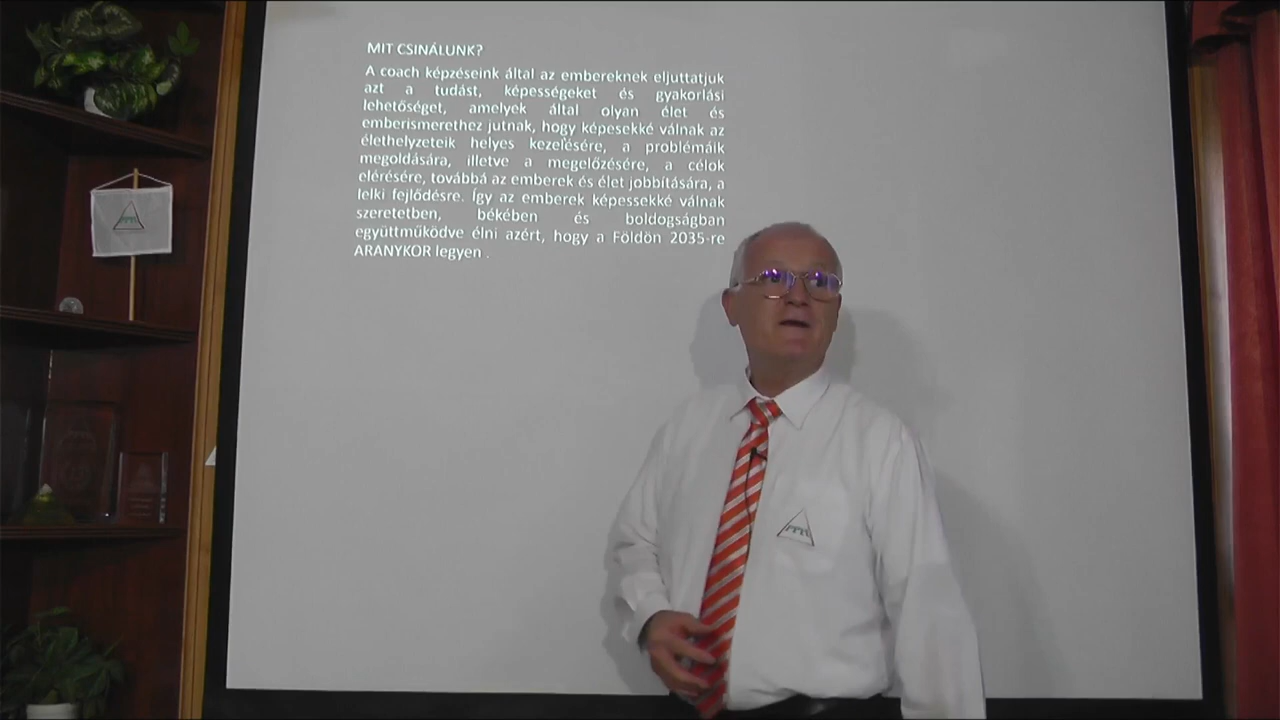 MIT CSINÁLUNK?
A coach képzéseink által az embereknek eljuttatjuk
azt a tudást, képességeket és gyakorlási
lehetőséget, amelyek által olyan élet és
emberismerethez jutnak, hogy képesekké válnak az
élethelyzeteik helyes kezelésére, a problémáik
megoldására, illetve a megelőzésére, a célok
elérésére, továbbá az emberek és élet jobbítására, a
lelki fejlődésre. Így az emberek képessekké válnak
szeretetben, békében és boldogságban
együttműködve élni azért, hogy a Földön 2035-re
ARANYKOR legyen .